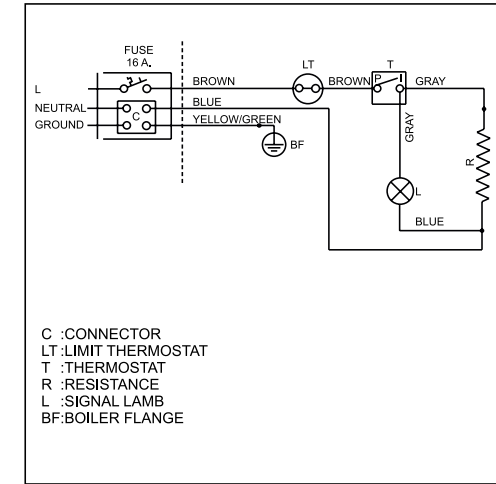 FUSE
16 A.
LT
T
L
BROWN
BROWN
P I
GRAY
NEUTRAL
BLUE
C
GROUND
YELLOW/GREEN
BF
GRAY
R
L
BLUE
C :CONNECTOR
LT:LIMIT THERMOSTAT
T :THERMOSTAT
R :RESISTANCE
L :SIGNAL LAMB
BF:BOILER FLANGE